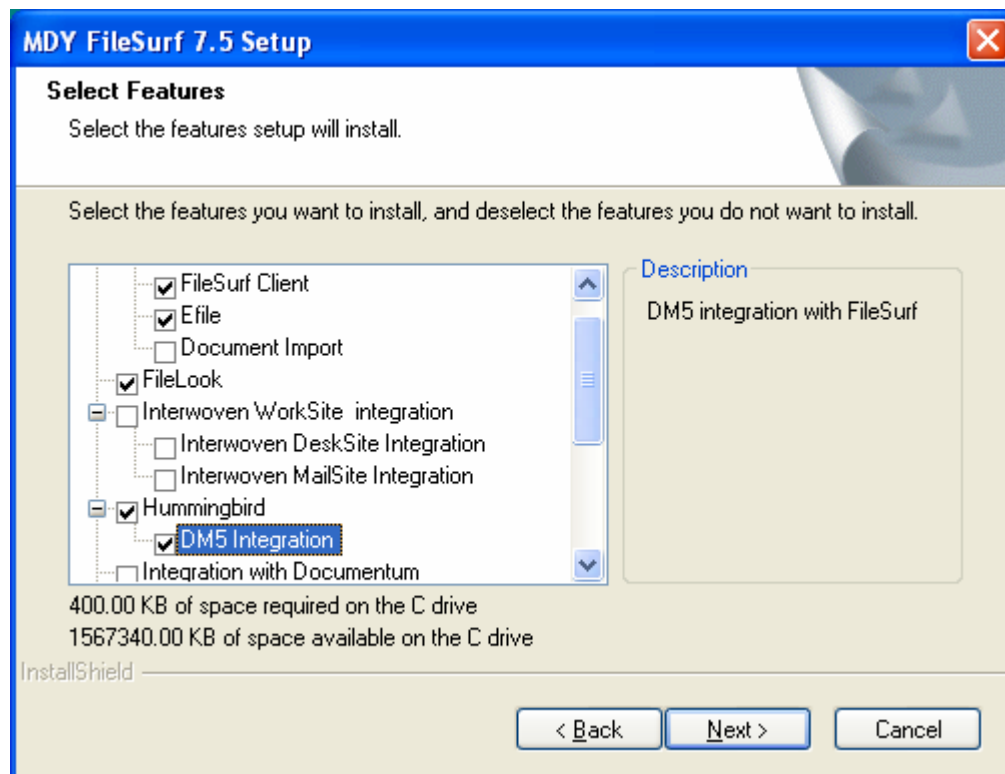 MDY FileSurf 7.5 Setup
Select Features
Select the features setup will install.
Select the features you want to install, and deselect the features you do not want to install.
FileSurf Client
Efile
Document Import
FileLook
Interwoven WorkSite  integration
Interwoven DeskSite Integration
Interwoven MailSite Integration
Hummingbird
DM5 Integration
Integration with Documentum
Description
DM5 integration with FileSurf
400.00 KB of space required on the C drive
1567340.00 KB of space available on the C drive
InstallShield
< Back
Next >
Cancel